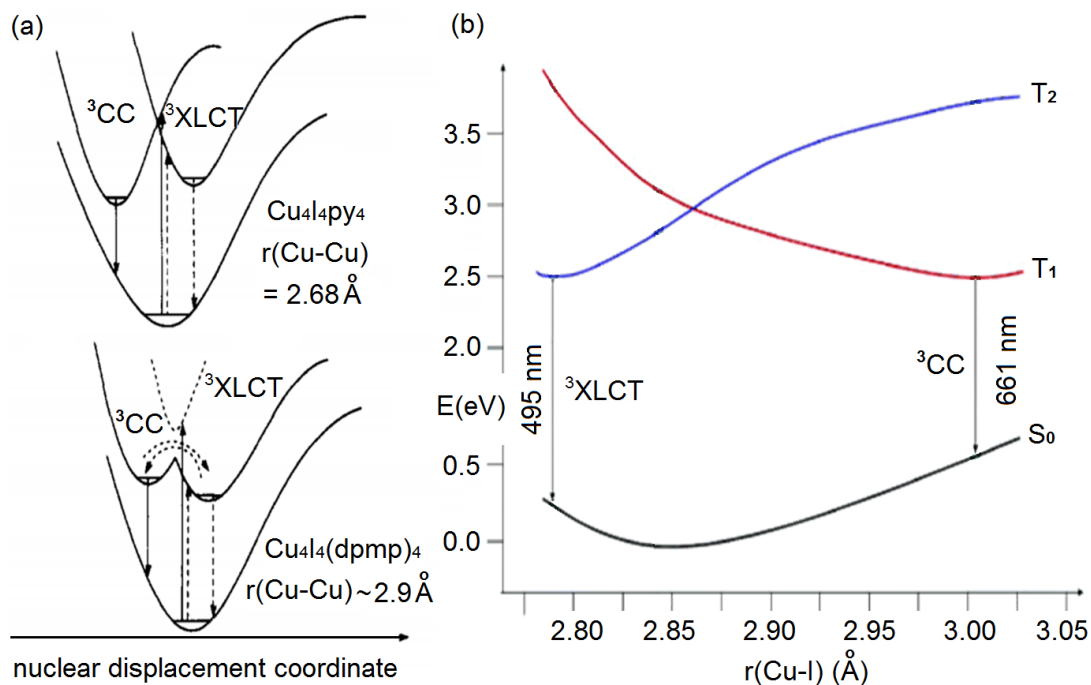 (a)
³CC
³XLCT
Cu₄I₄py₄
r(Cu-Cu)
= 2.68 Å
³XLCT
³CC
Cu₄I₄(dpmp)₄
r(Cu-Cu) ~ 2.9 Å
nuclear displacement coordinate
(b)
T₂
3.5
3.0
2.5
T₁
2.0
495 nm
³XLCT
³CC
661 nm
E(eV)
S₀
0.5
0.0
2.80 2.85 2.90 2.95 3.00 3.05
r(Cu-I) (Å)